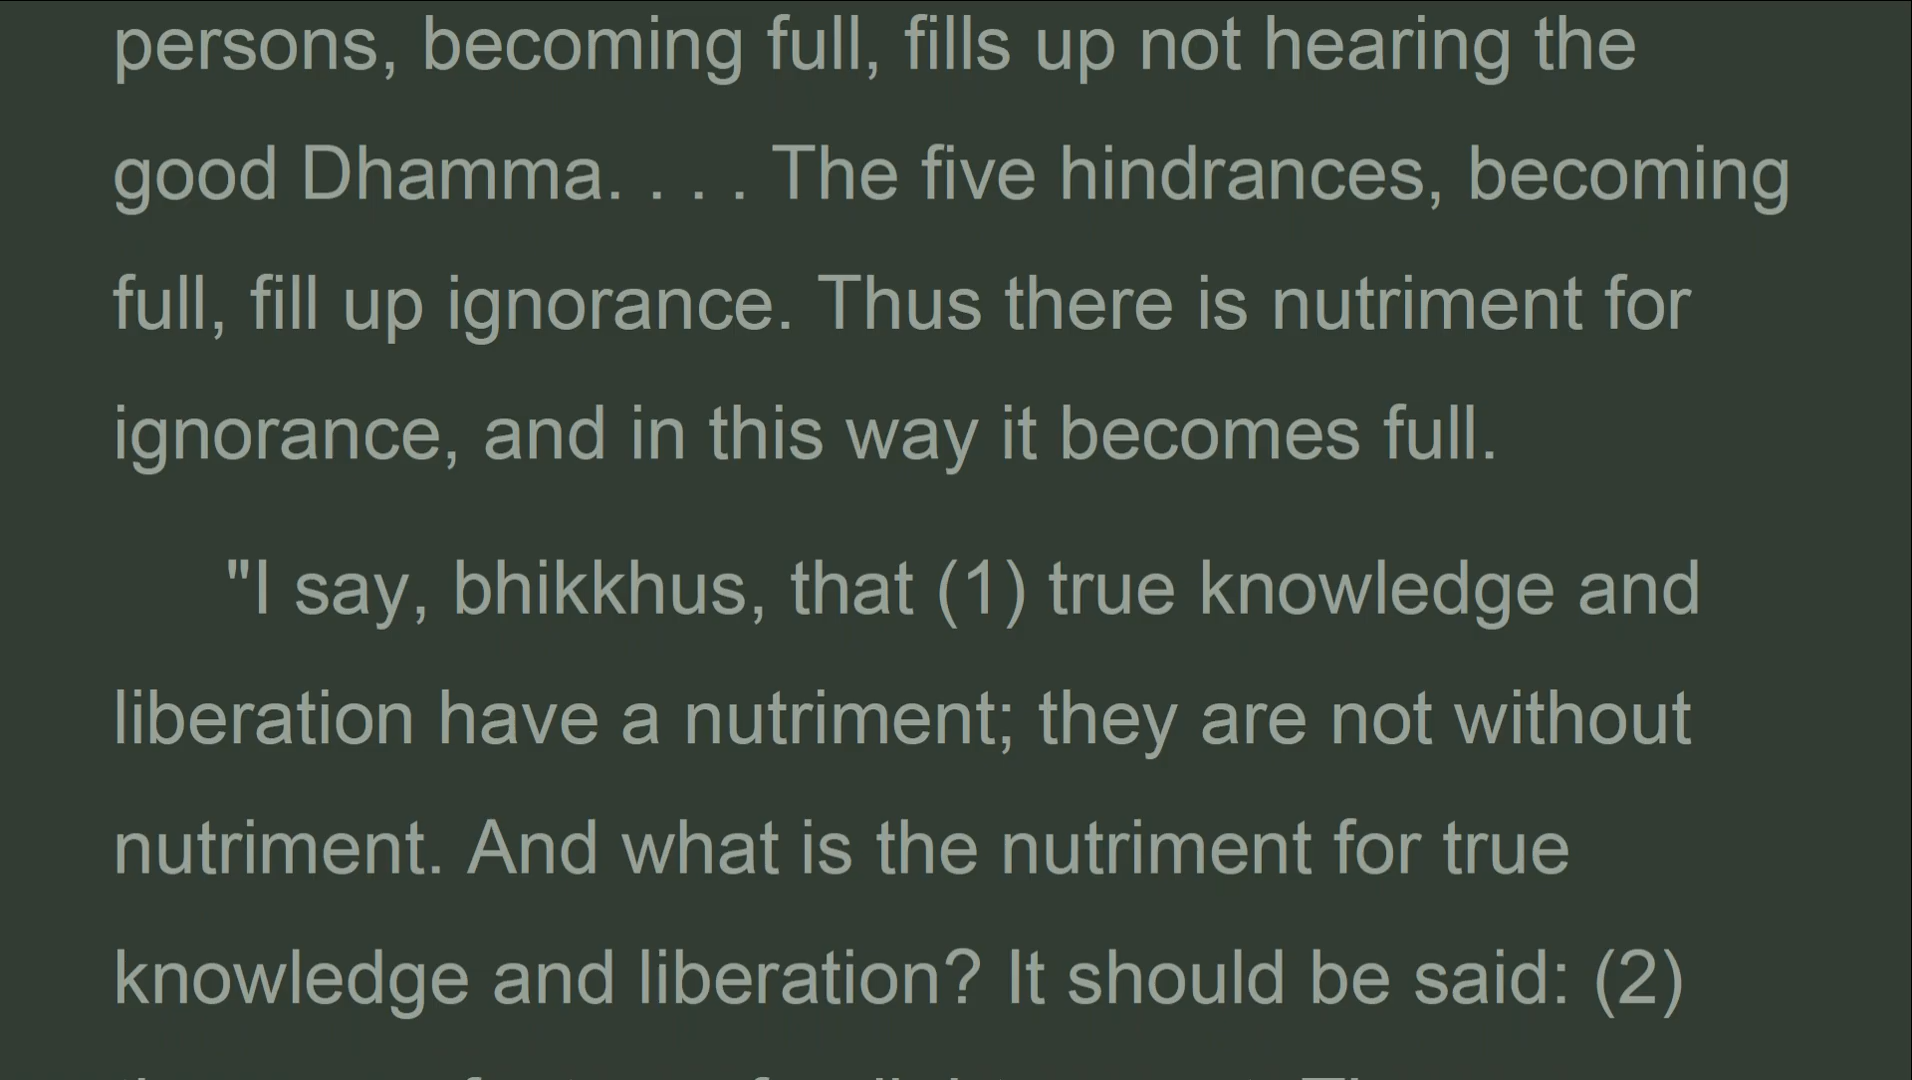 persons, becoming full, fills up not hearing the
good Dhamma. . . . The five hindrances, becoming
full, fill up ignorance. Thus there is nutriment for
ignorance, and in this way it becomes full.
"I say, bhikkhus, that (1) true knowledge and
liberation have a nutriment; they are not without
nutriment. And what is the nutriment for true
knowledge and liberation? It should be said: (2)